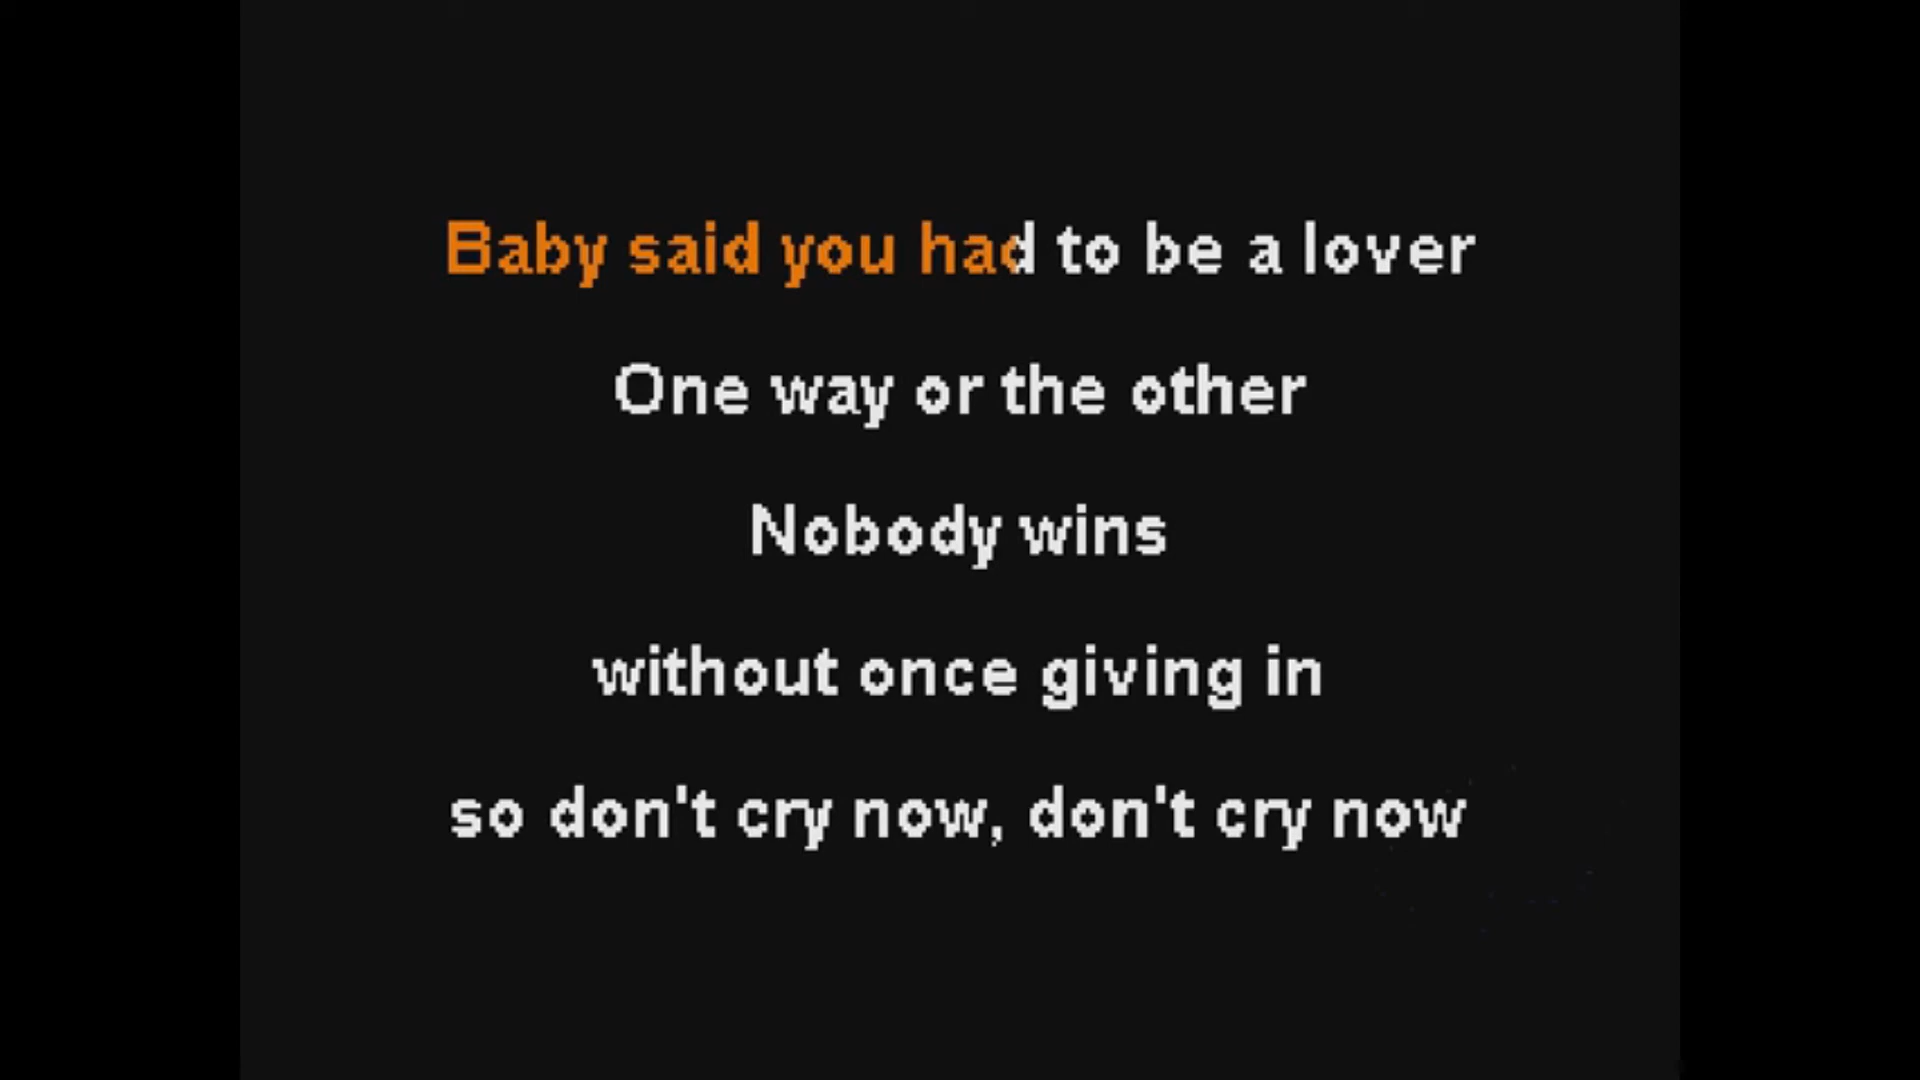 Baby said you had to be a lover
One way or the other
Nobody wins
without once giving in
so don't cry now, don't cry now